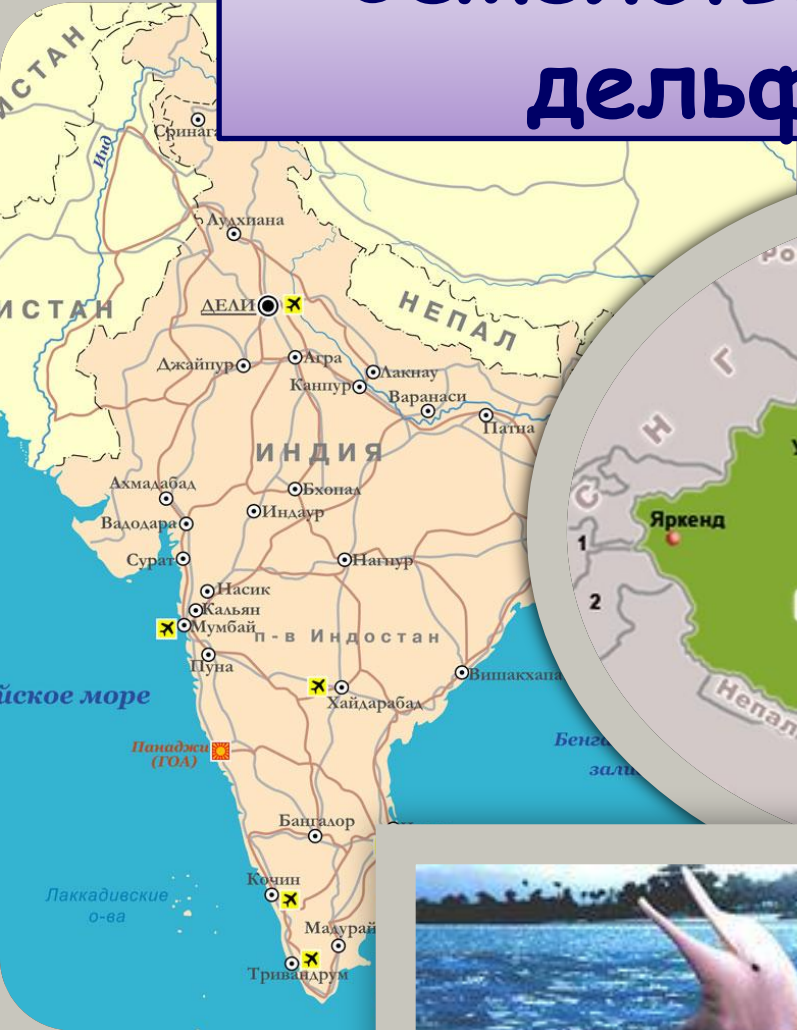 дельф
ИСТАН
Инд
Лудхиана
ДЕЛИ
ИСТАН
НЕПАЛ
Джайпур
Агра
Лакнау
Канпур
Варанаси
Патна
ИНДИЯ
Ахмадабад
Бхопал
Вадодара
Индаур
Сурат
Нагпур
Насик
Кальян
Мумбай
п-в Индостан
Пуна
Вишакхапа
йское море
Хайдарабад
Панаджи
(ГОА)
Бенга
зали
Бангалор
Кочин
Лаккадивские
о-ва
Мадурай
Тривандрум
Ро
С Н Г
Яркенд
1
2
Непал